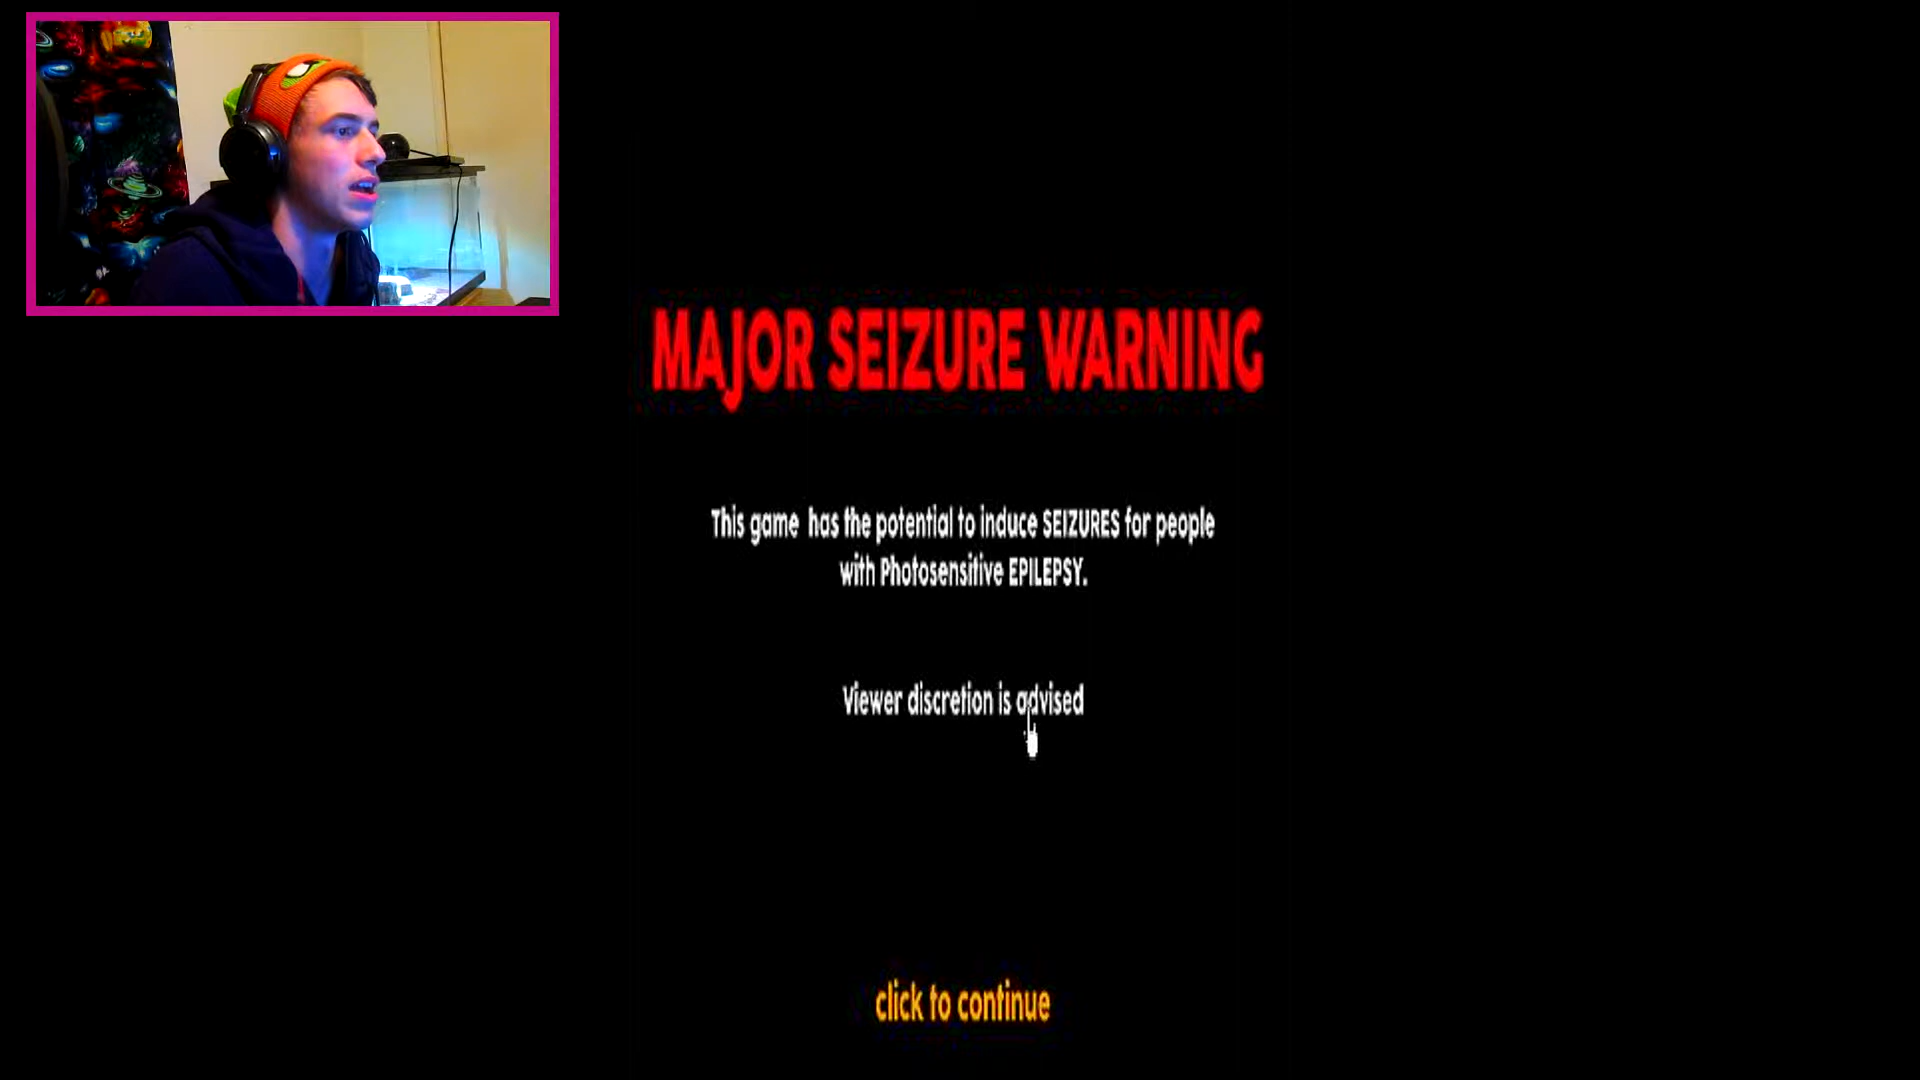 MAJOR SEIZURE WARNING
This game has the potential to induce SEIZURES for people
with Photosensitive EPILEPSY.
Viewer discretion is advised
click to continue